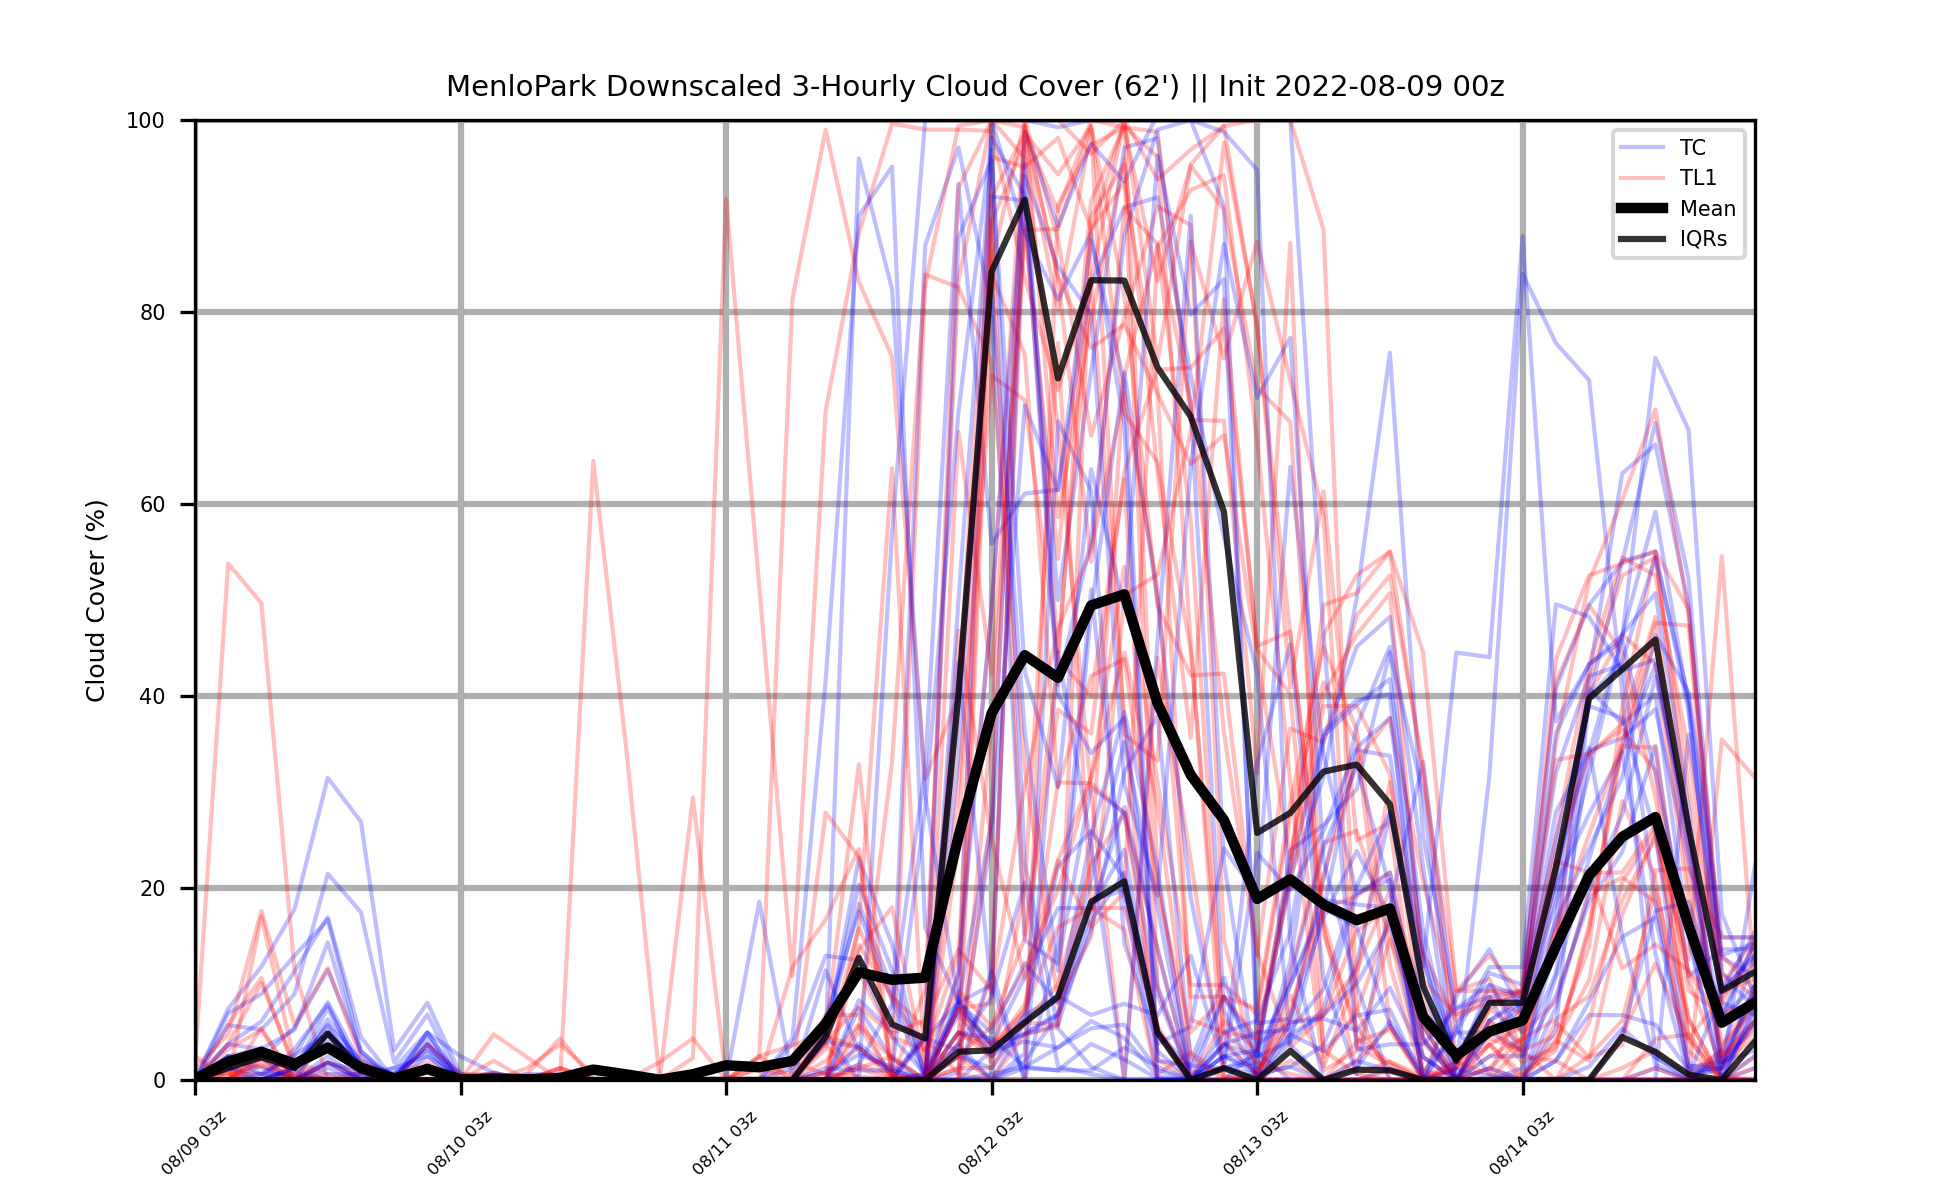 MenloPark Downscaled 3-Hourly Cloud Cover (62') || Init 2022-08-09 00z
TC
TL1
Mean
IQRs
Cloud Cover (%)
100
80
60
40
20
0
08/09 03z
08/10 03z
08/11 03z
08/12 03z
08/13 03z
08/14 03z